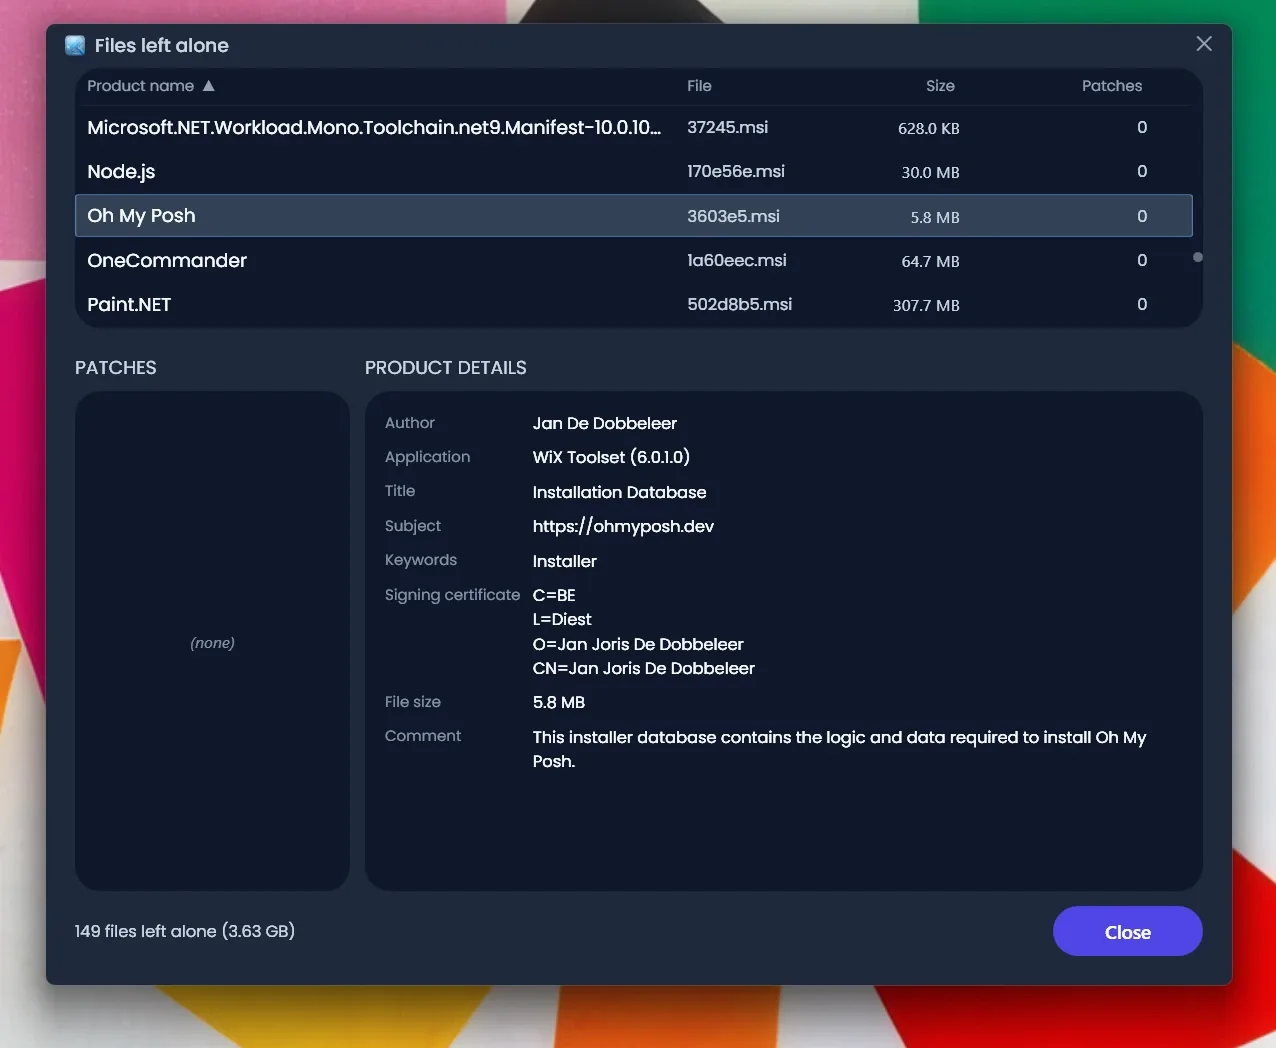 Files left alone
Product name ▲ File Size Patches
Microsoft.NET.Workload.Mono.Toolchain.net9.Manifest-10.0.10... 37245.msi 628.0 KB 0
Node.js 170e56e.msi 30.0 MB 0
Oh My Posh 3603e5.msi 5.8 MB 0
OneCommander 1a60eec.msi 64.7 MB 0
Paint.NET 502d8b5.msi 307.7 MB 0
PATCHES
(none)
PRODUCT DETAILS
Author Jan De Dobbeleer
Application WiX Toolset (6.0.1.0)
Title Installation Database
Subject https://ohmyposh.dev
Keywords Installer
Signing certificate C=BE
L=Diest
O=Jan Joris De Dobbeleer
CN=Jan Joris De Dobbeleer
File size 5.8 MB
Comment This installer database contains the logic and data required to install Oh My
Posh.
149 files left alone (3.63 GB)
Close